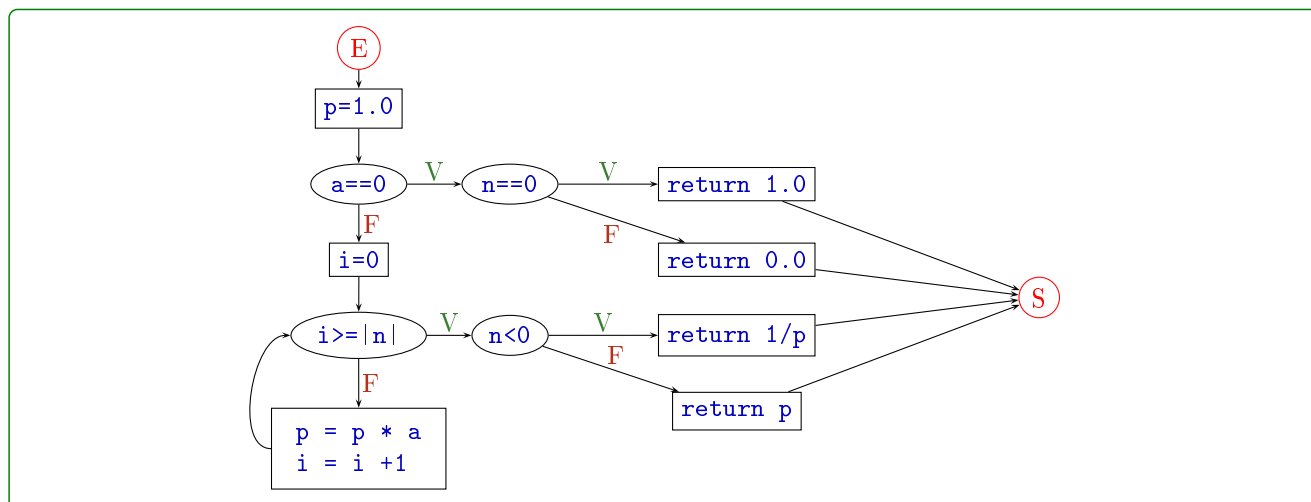 E
p=1.0
a==0 V n==0 V return 1.0
F F
i=0 return 0.0
S
i>=|n| V n<0 V return 1/p
F F
return p
p = p * a
i = i +1